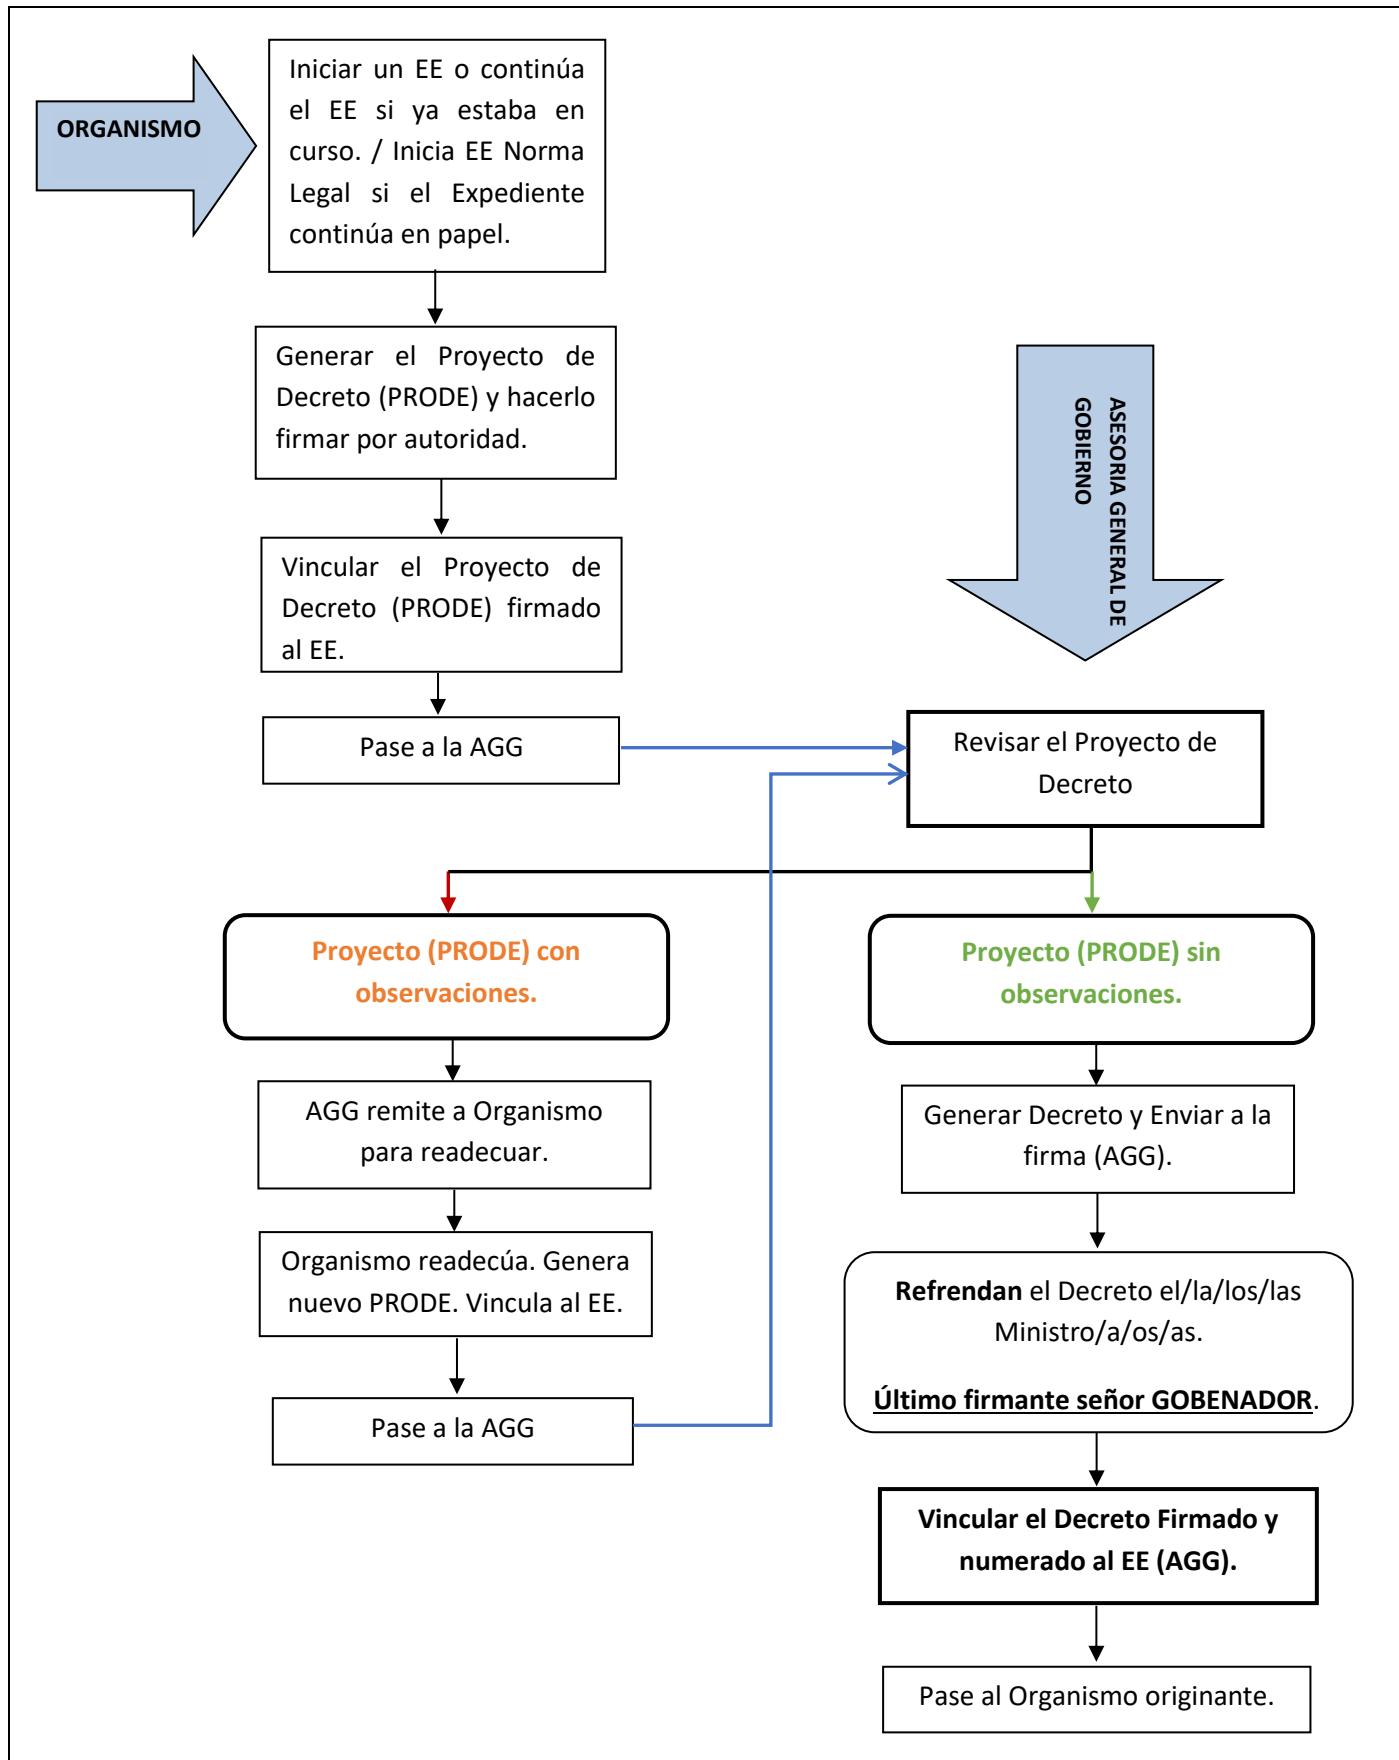 ORGANISMO
Iniciar un EE o continúa
el EE si ya estaba en
curso. / Inicia EE Norma
Legal si el Expediente
continúa en papel.
Generar el Proyecto de
Decreto (PRODE) y hacerlo
firmar por autoridad.
Vincular el Proyecto de
Decreto (PRODE) firmado
al EE.
Pase a la AGG
ASESORIA GENERAL DE
GOBIERNO
Revisar el Proyecto de
Decreto
Proyecto (PRODE) con
observaciones.
AGG remite a Organismo
para readecuar.
Organismo readecúa. Genera
nuevo PRODE. Vincula al EE.
Pase a la AGG
Proyecto (PRODE) sin
observaciones.
Generar Decreto y Enviar a la
firma (AGG).
Refrendan el Decreto el/la/los/las
Ministro/a/os/as.
Último firmante señor GOBENADOR.
Vincular el Decreto Firmado y
numerado al EE (AGG).
Pase al Organismo originante.